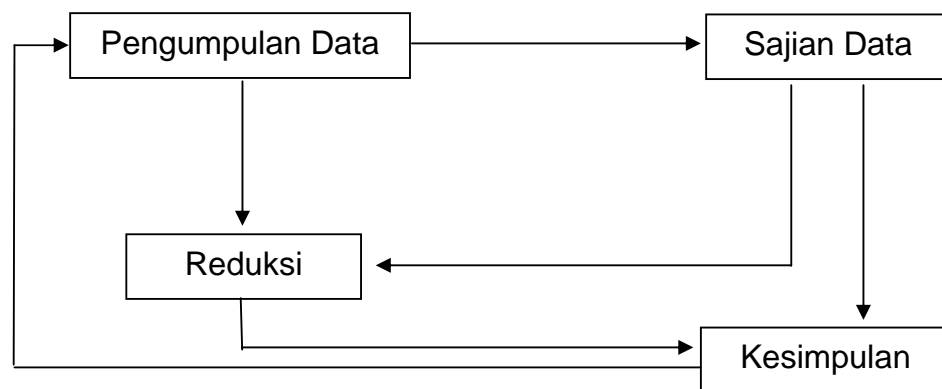 Pengumpulan Data
Sajian Data
Reduksi
Kesimpulan